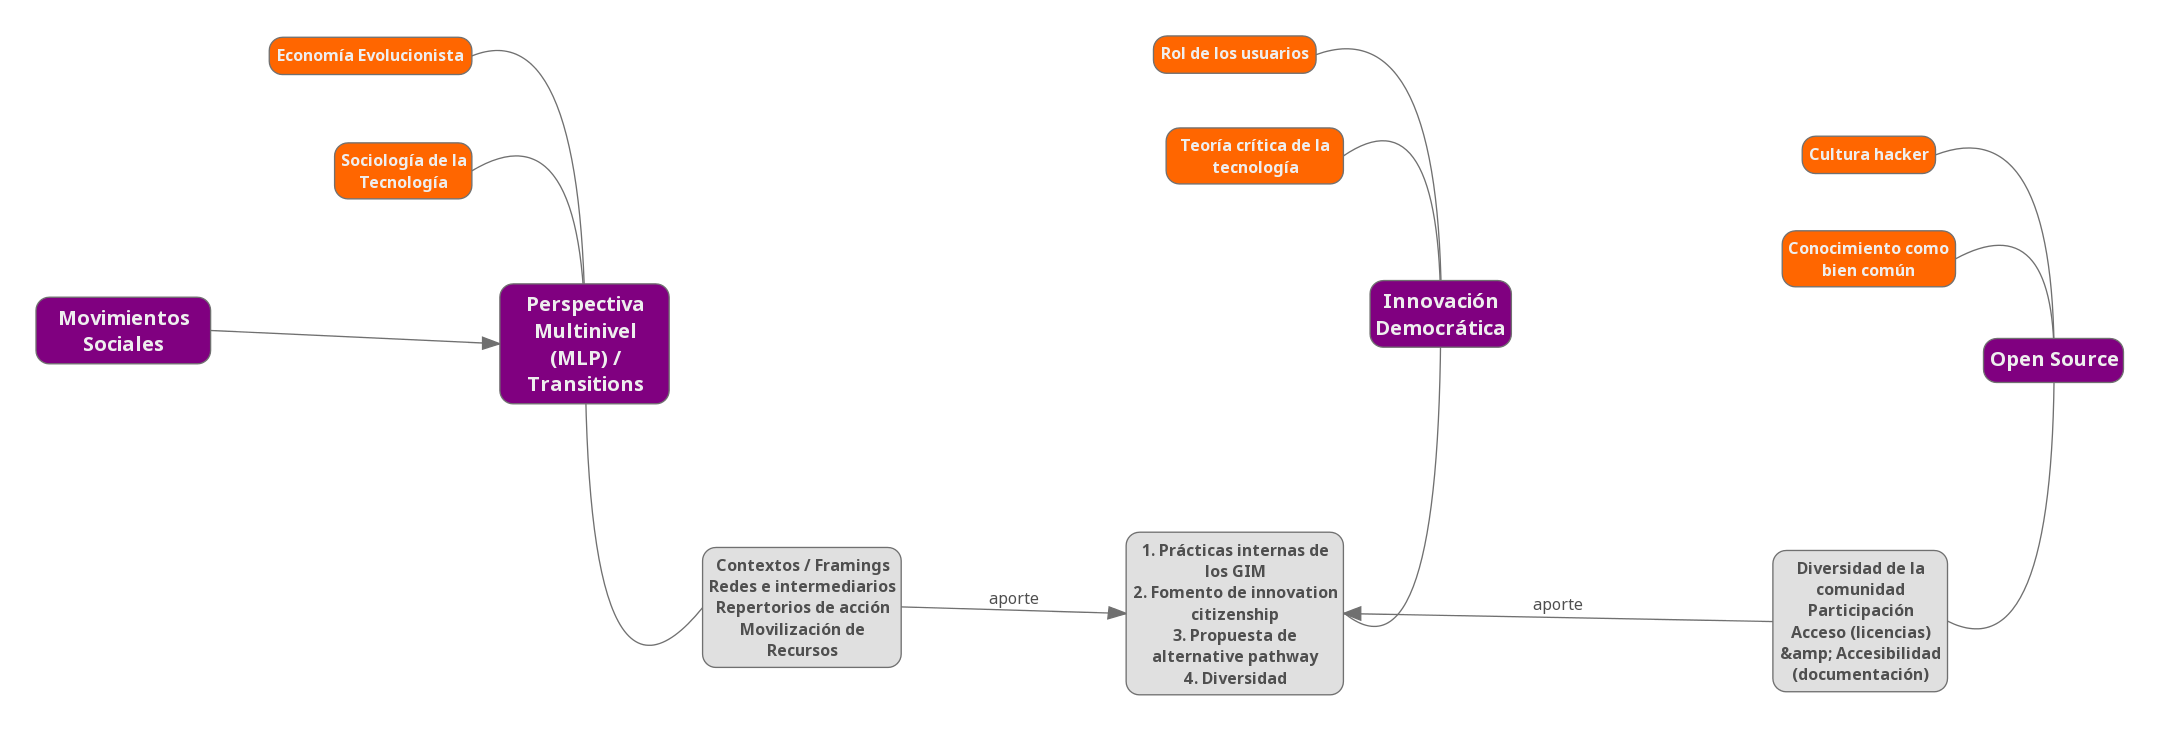 Economía Evolucionista
Sociología de la
Tecnología
Movimientos
Sociales
Perspectiva
Multinivel
(MLP) /
Transitions
Contextos / Framings
Redes e intermediarios
Repertorios de acción
Movilización de
Recursos
aporte
Rol de los usuarios
Teoría crítica de la
tecnología
Innovación
Democrática
1. Prácticas internas de
los GIM
2. Fomento de innovation
citizenship
3. Propuesta de
alternative pathway
4. Diversidad
aporte
Cultura hacker
Conocimiento como
bien común
Open Source
Diversidad de la
comunidad
Participación
Acceso (licencias)
&amp; Accesibilidad
(documentación)